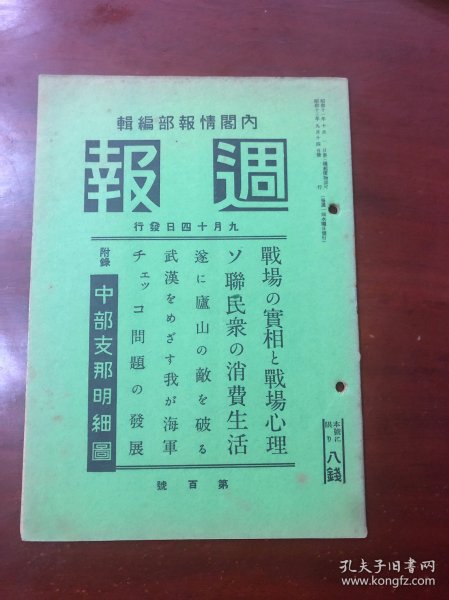 內閣情報部編輯
週報
九月十四日發行
戰場の實相と戰場心理
ソ聯民衆の消費生活
遂に廬山の敵を破る
武漢をめざす我が海軍
チェッコ問題の發展
附錄
中部支那明細圖
第百號
本號に限り
八錢
孔夫子旧书网
www.kongfz.com